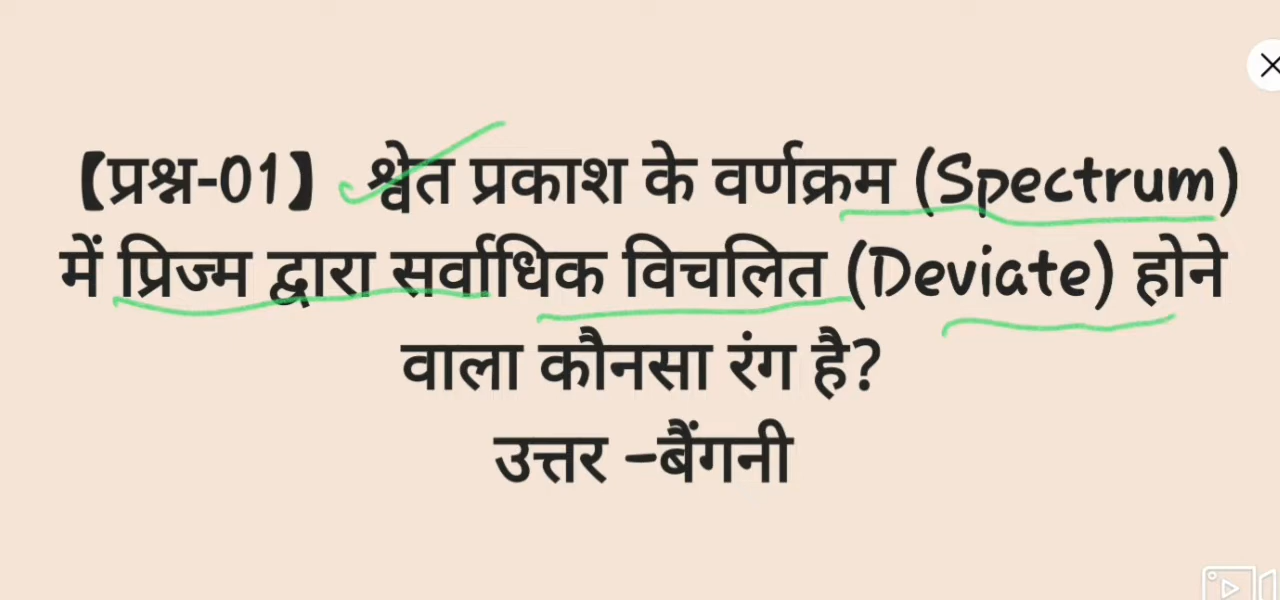 【प्रश्न-01】 श्वेत प्रकाश के वर्णक्रम (Spectrum)
में प्रिज्म द्वारा सर्वाधिक विचलित (Deviate) होने
वाला कौनसा रंग है?
उत्तर –बैंगनी